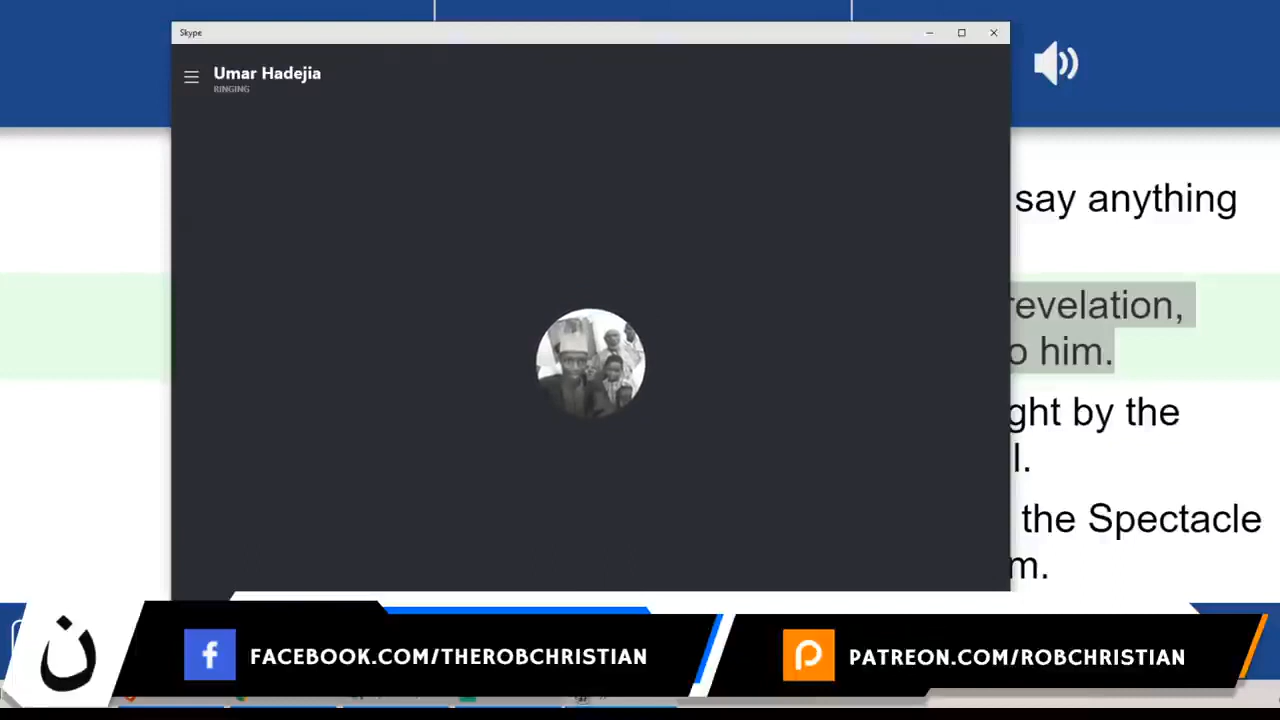 Skype
Umar Hadejia
RINGING
say anything
revelation,
o him.
ght by the
l.
the Spectacle
m.
ن
FACEBOOK.COM/THEROBCHRISTIAN
PATREON.COM/ROBCHRISTIAN